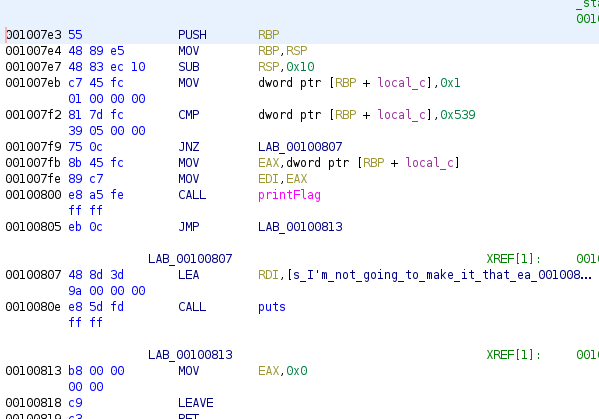 _sta
0010
001007e3 55 PUSH RBP
001007e4 48 89 e5 MOV RBP,RSP
001007e7 48 83 ec 10 SUB RSP,0x10
001007eb c7 45 fc MOV dword ptr [RBP + local_c],0x1
01 00 00 00
001007f2 81 7d fc CMP dword ptr [RBP + local_c],0x539
39 05 00 00
001007f9 75 0c JNZ LAB_00100807
001007fb 8b 45 fc MOV EAX,dword ptr [RBP + local_c]
001007fe 89 c7 MOV EDI,EAX
00100800 e8 a5 fe CALL printFlag
ff ff
00100805 eb 0c JMP LAB_00100813
LAB_00100807 XREF[1]: 0010
00100807 48 8d 3d LEA RDI,[s_I'm_not_going_to_make_it_that_ea_001008...
9a 00 00 00
0010080e e8 5d fd CALL puts
ff ff
LAB_00100813 XREF[1]: 0010
00100813 b8 00 00 MOV EAX,0x0
00 00
00100818 c9 LEAVE
00100819 c3 RET